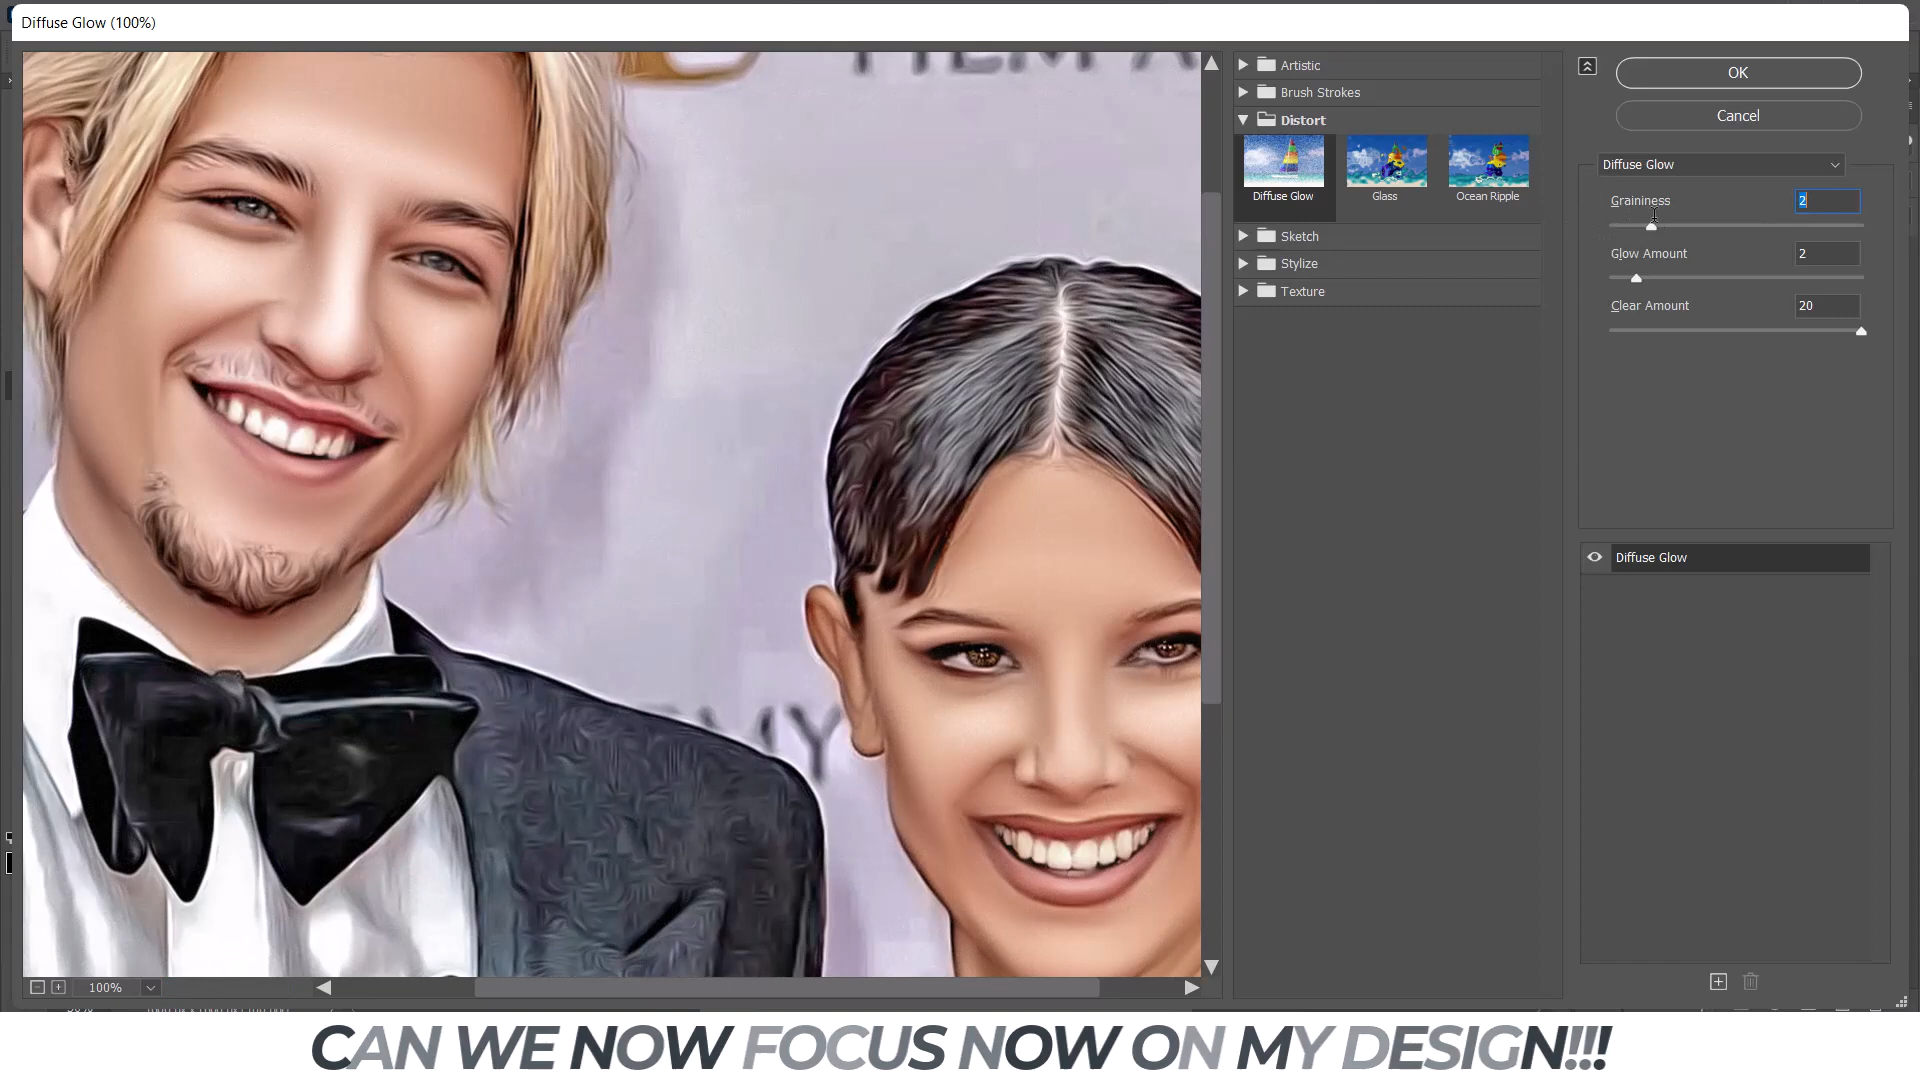 Diffuse Glow (100%)
MY
Artistic
Brush Strokes
Distort
Diffuse Glow
Glass
Ocean Ripple
Sketch
Stylize
Texture
OK
Cancel
Diffuse Glow
Graininess
2
Glow Amount
2
Clear Amount
20
Diffuse Glow
100%
CAN WE NOW FOCUS NOW ON MY DESIGN!!!